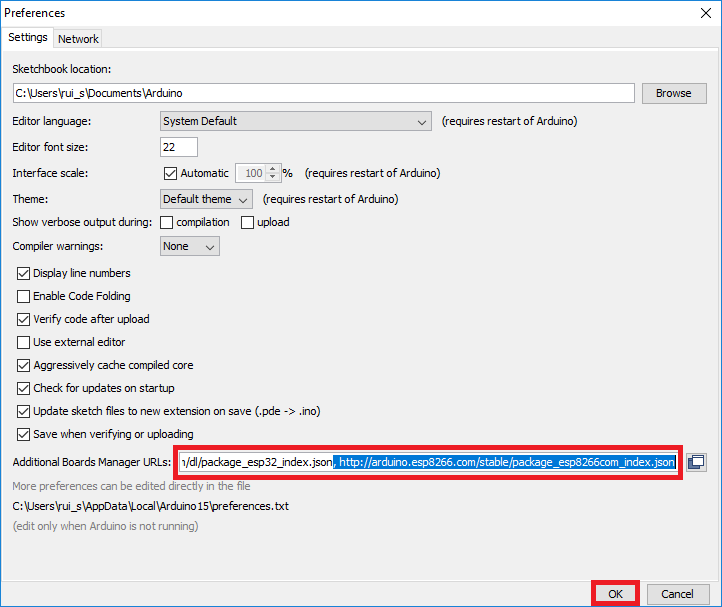 Preferences
Settings Network
Sketchbook location:
C:\Users\rui_s\Documents\Arduino Browse
Editor language: System Default (requires restart of Arduino)
Editor font size: 22
Interface scale: Automatic 100 % (requires restart of Arduino)
Theme: Default theme (requires restart of Arduino)
Show verbose output during: compilation upload
Compiler warnings: None
Display line numbers
Enable Code Folding
Verify code after upload
Use external editor
Aggressively cache compiled core
Check for updates on startup
Update sketch files to new extension on save (.pde -> .ino)
Save when verifying or uploading
Additional Boards Manager URLs: /dl/package_esp32_index.json, http://arduino.esp8266.com/stable/package_esp8266com_index.json
More preferences can be edited directly in the file
C:\Users\rui_s\AppData\Local\Arduino15\preferences.txt
(edit only when Arduino is not running)
OK Cancel